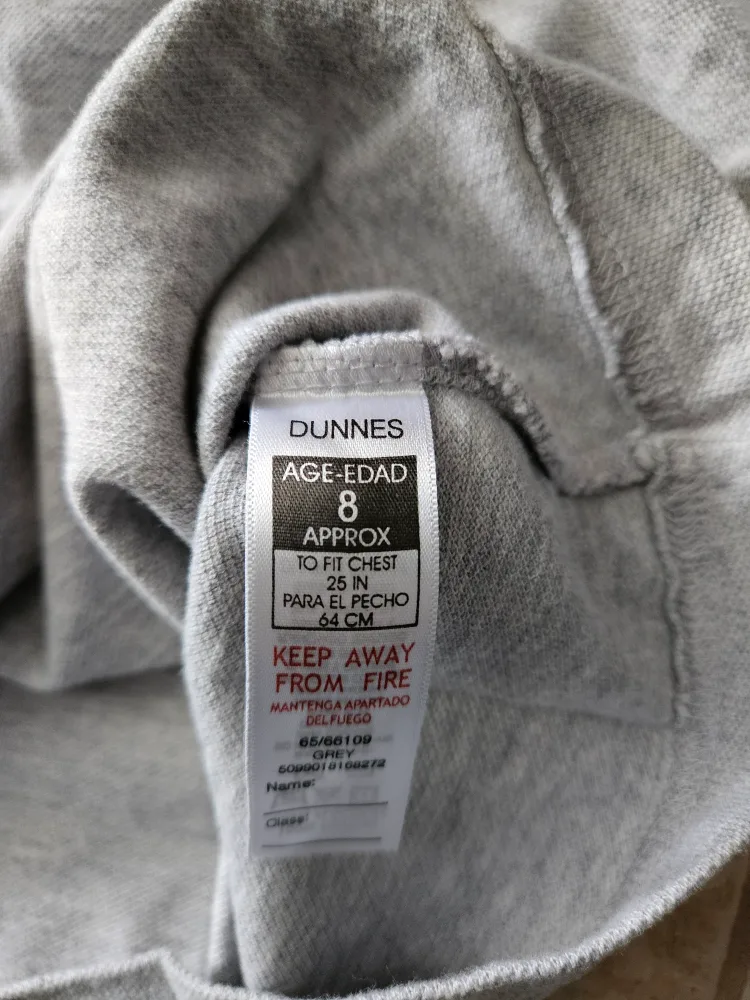 DUNNES
AGE-EDAD
8
APPROX
TO FIT CHEST
25 IN
PARA EL PECHO
64 CM
KEEP AWAY
FROM FIRE
MANTENGA APARTADO
DEL FUEGO
65/66109
GREY
5099018168272
Name:
Class: